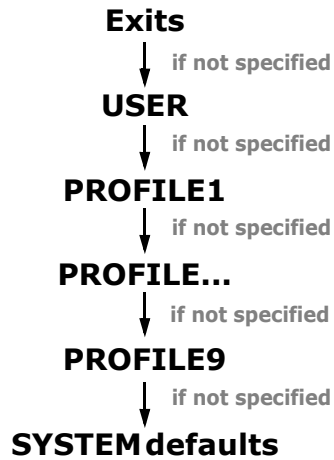 Exits
if not specified
USER
if not specified
PROFILE1
if not specified
PROFILE...
if not specified
PROFILE9
if not specified
SYSTEM defaults